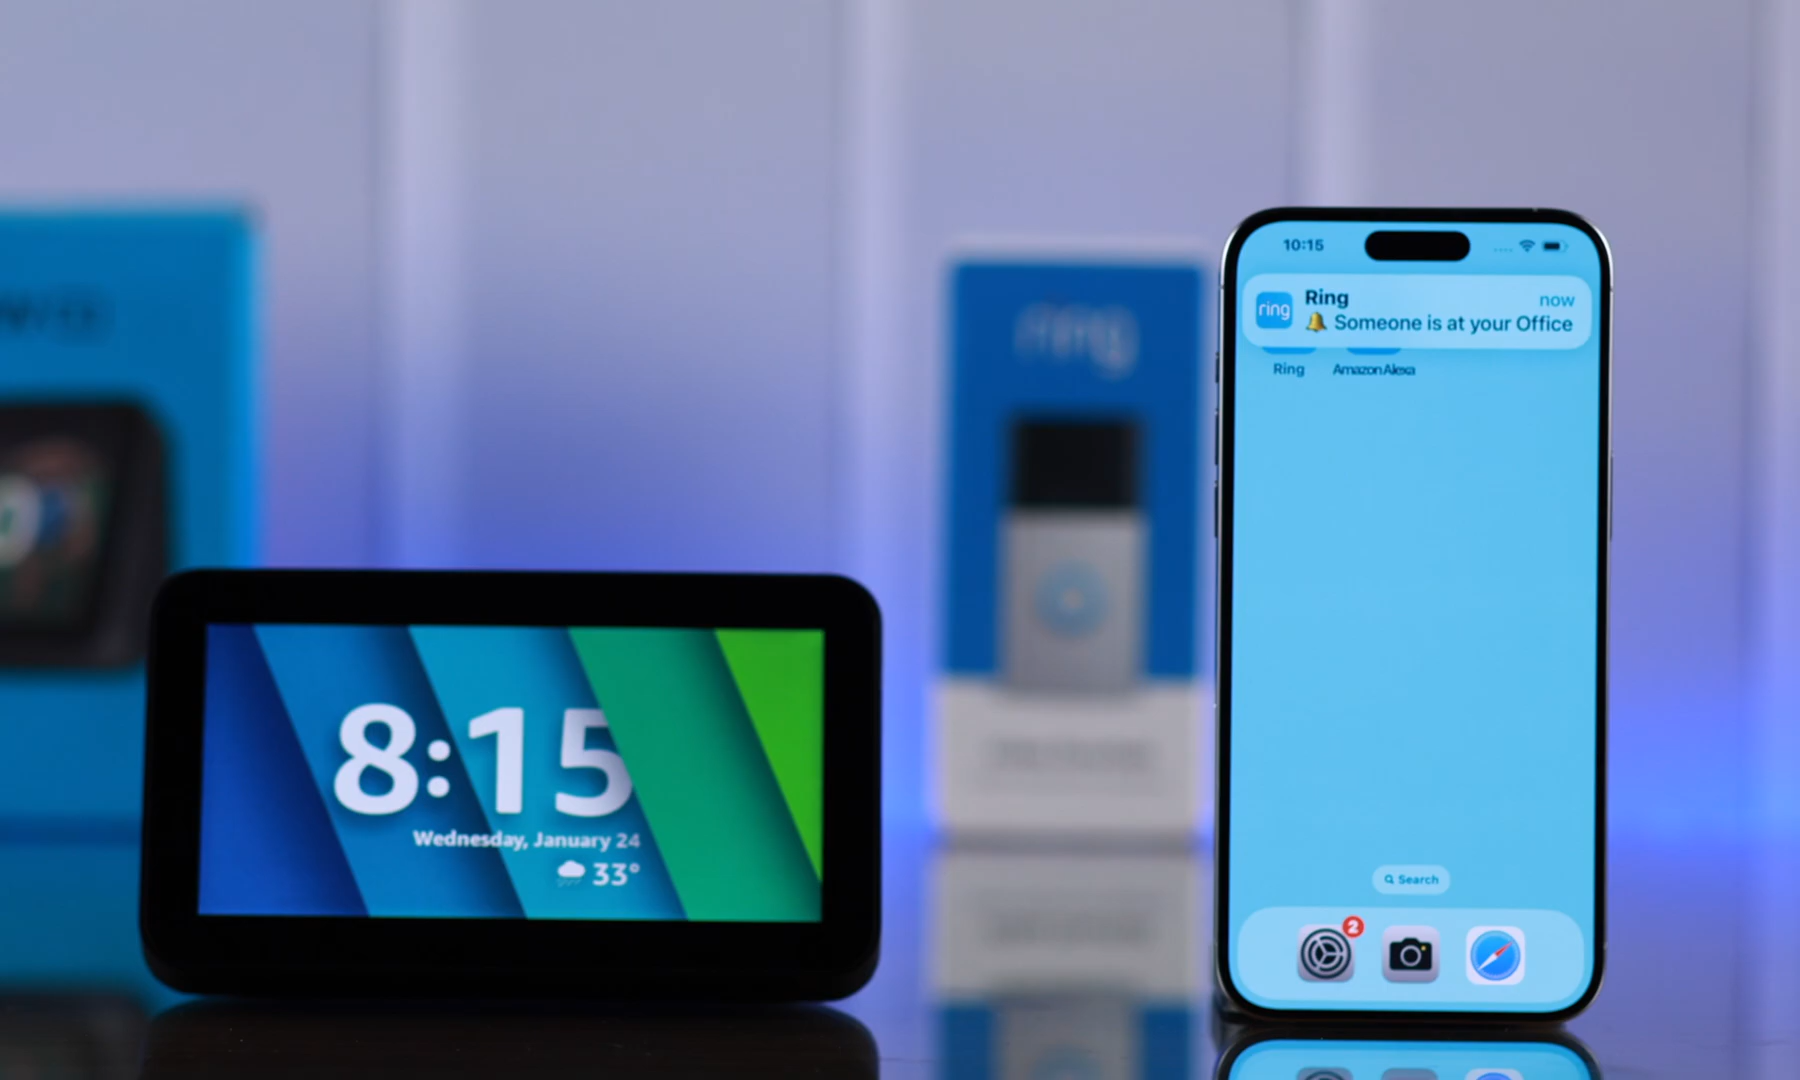 ring
8:15
Wednesday, January 24
33°
10:15
ring
Ring
now
Someone is at your Office
Ring
Amazon Alexa
Search
2